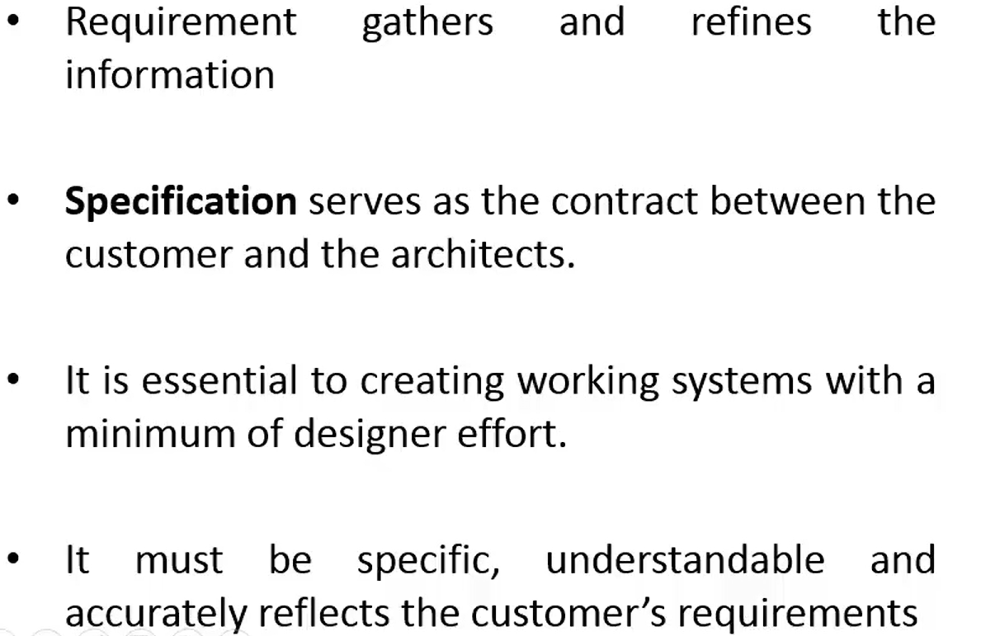 • Requirement gathers and refines the
information
• Specification serves as the contract between the
customer and the architects.
• It is essential to creating working systems with a
minimum of designer effort.
• It must be specific, understandable and
accurately reflects the customer’s requirements